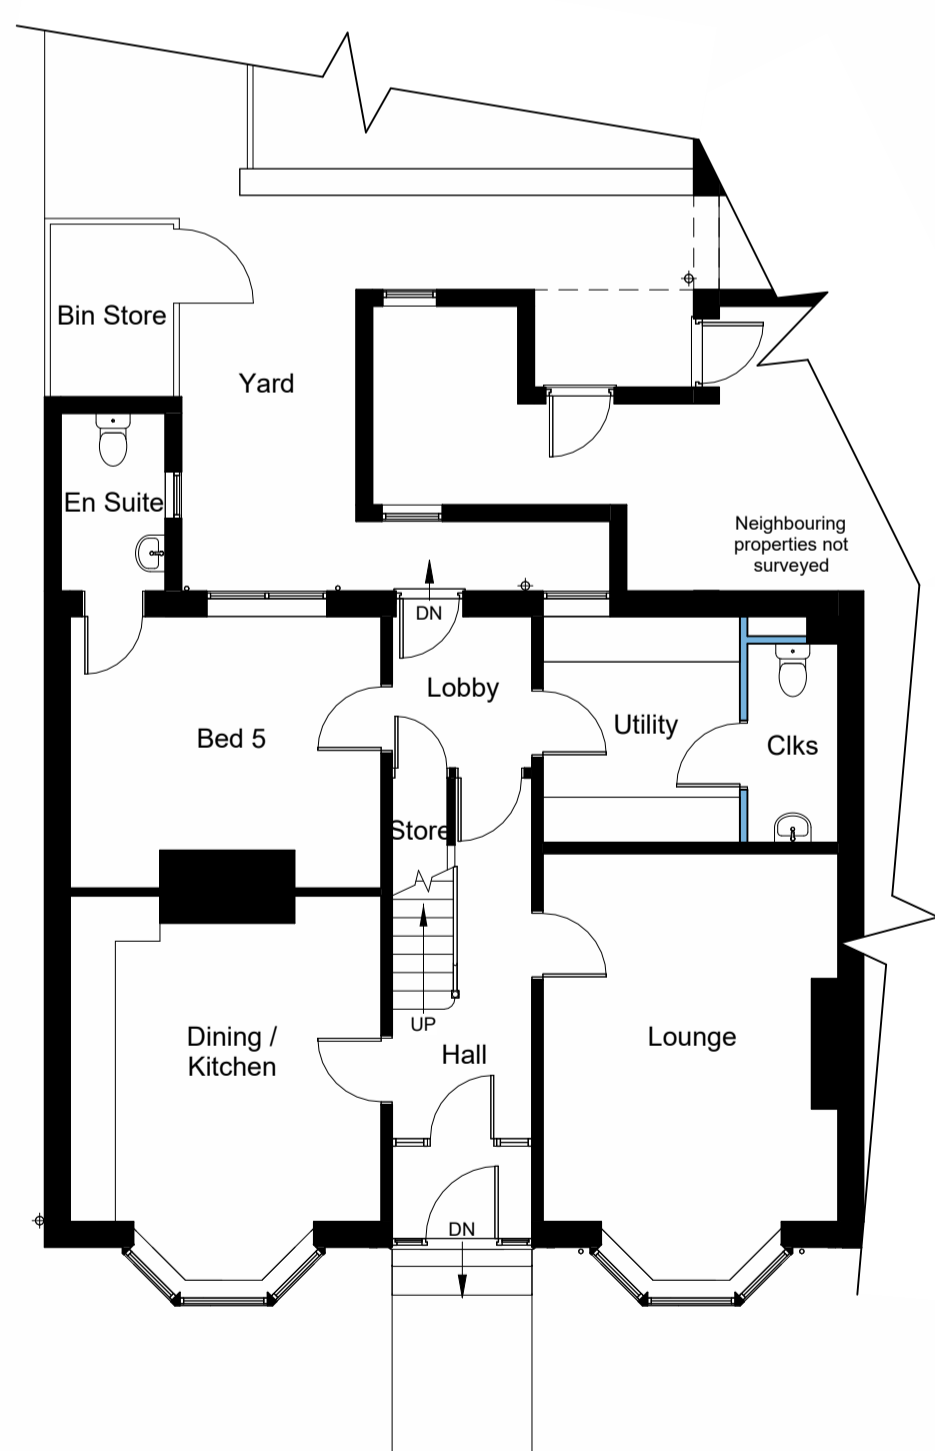 Bin Store
Yard
En Suite
Neighbouring
properties not
surveyed
DN
Lobby
Bed 5
Utility
Clks
Store
UP
Dining /
Kitchen
Hall
Lounge
DN